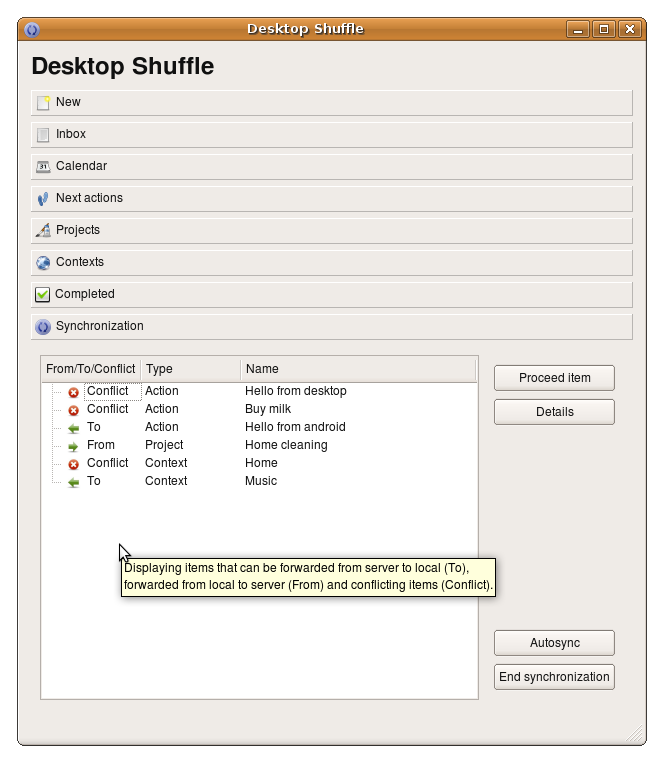 Desktop Shuffle
Desktop Shuffle
New
Inbox
31 Calendar
Next actions
Projects
Contexts
Completed
Synchronization
From/To/Conflict Type Name
Conflict Action Hello from desktop
Conflict Action Buy milk
To Action Hello from android
From Project Home cleaning
Conflict Context Home
To Context Music
Proceed item
Details
Displaying items that can be forwarded from server to local (To),
forwarded from local to server (From) and conflicting items (Conflict).
Autosync
End synchronization